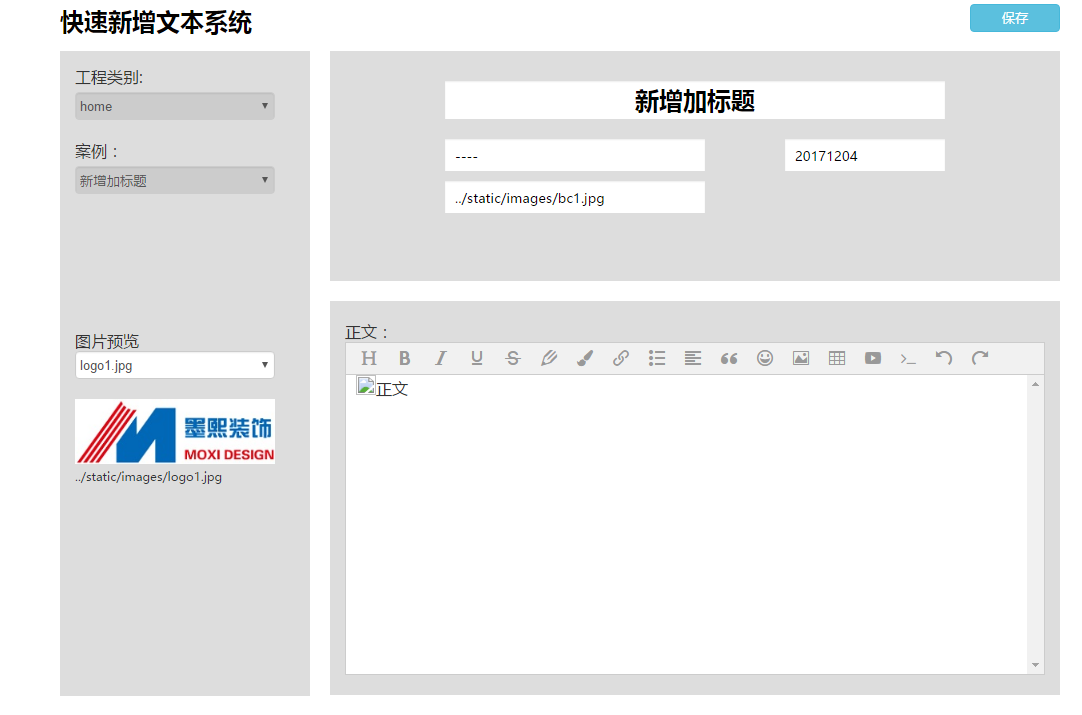 快速新增文本系统
保存
工程类别:
home
案例：
新增加标题
图片预览
logo1.jpg
墨熙装饰
MOXI DESIGN
../static/images/logo1.jpg
新增加标题
----
20171204
../static/images/bc1.jpg
正文：
正文